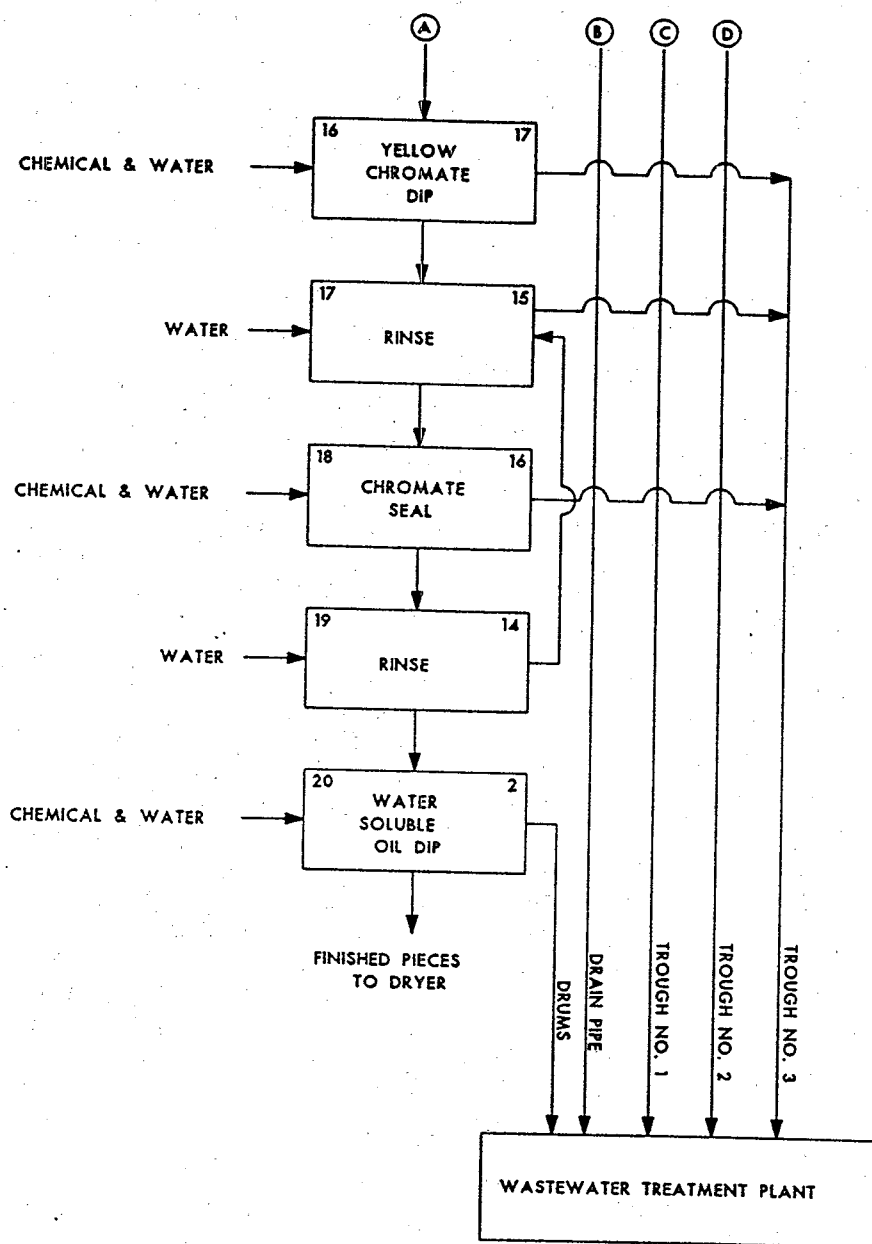 A
B
C
D
16
17
YELLOW
CHROMATE
DIP
CHEMICAL & WATER
17
15
RINSE
WATER
18
16
CHROMATE
SEAL
CHEMICAL & WATER
19
14
RINSE
WATER
20
2
WATER
SOLUBLE
OIL DIP
CHEMICAL & WATER
FINISHED PIECES
TO DRYER
DRUMS
DRAIN PIPE
TROUGH NO. 1
TROUGH NO. 2
TROUGH NO. 3
WASTEWATER TREATMENT PLANT